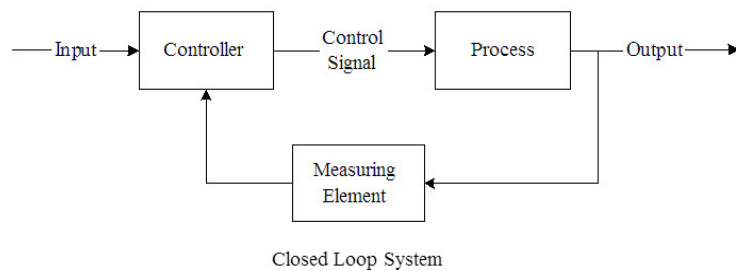 Input
Controller
Control
Signal
Process
Output
Measuring
Element
Closed Loop System